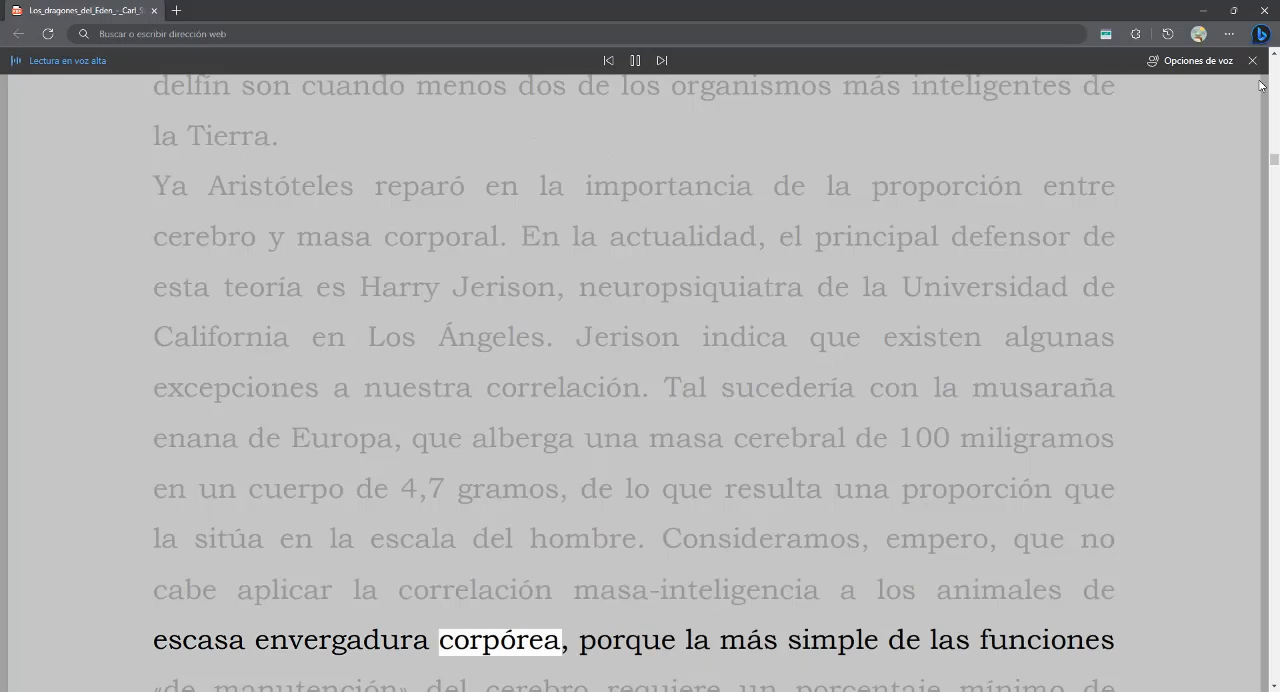 Los_dragones_del_Eden_-_Carl_S
Buscar o escribir dirección web
Lectura en voz alta
Opciones de voz
delfín son cuando menos dos de los organismos más inteligentes de
la Tierra.
Ya Aristóteles reparó en la importancia de la proporción entre
cerebro y masa corporal. En la actualidad, el principal defensor de
esta teoría es Harry Jerison, neuropsiquiatra de la Universidad de
California en Los Ángeles. Jerison indica que existen algunas
excepciones a nuestra correlación. Tal sucedería con la musaraña
enana de Europa, que alberga una masa cerebral de 100 miligramos
en un cuerpo de 4,7 gramos, de lo que resulta una proporción que
la sitúa en la escala del hombre. Consideramos, empero, que no
cabe aplicar la correlación masa-inteligencia a los animales de
escasa envergadura corpórea, porque la más simple de las funciones
«de manutención» del cerebro requiere un porcentaje mínimo de